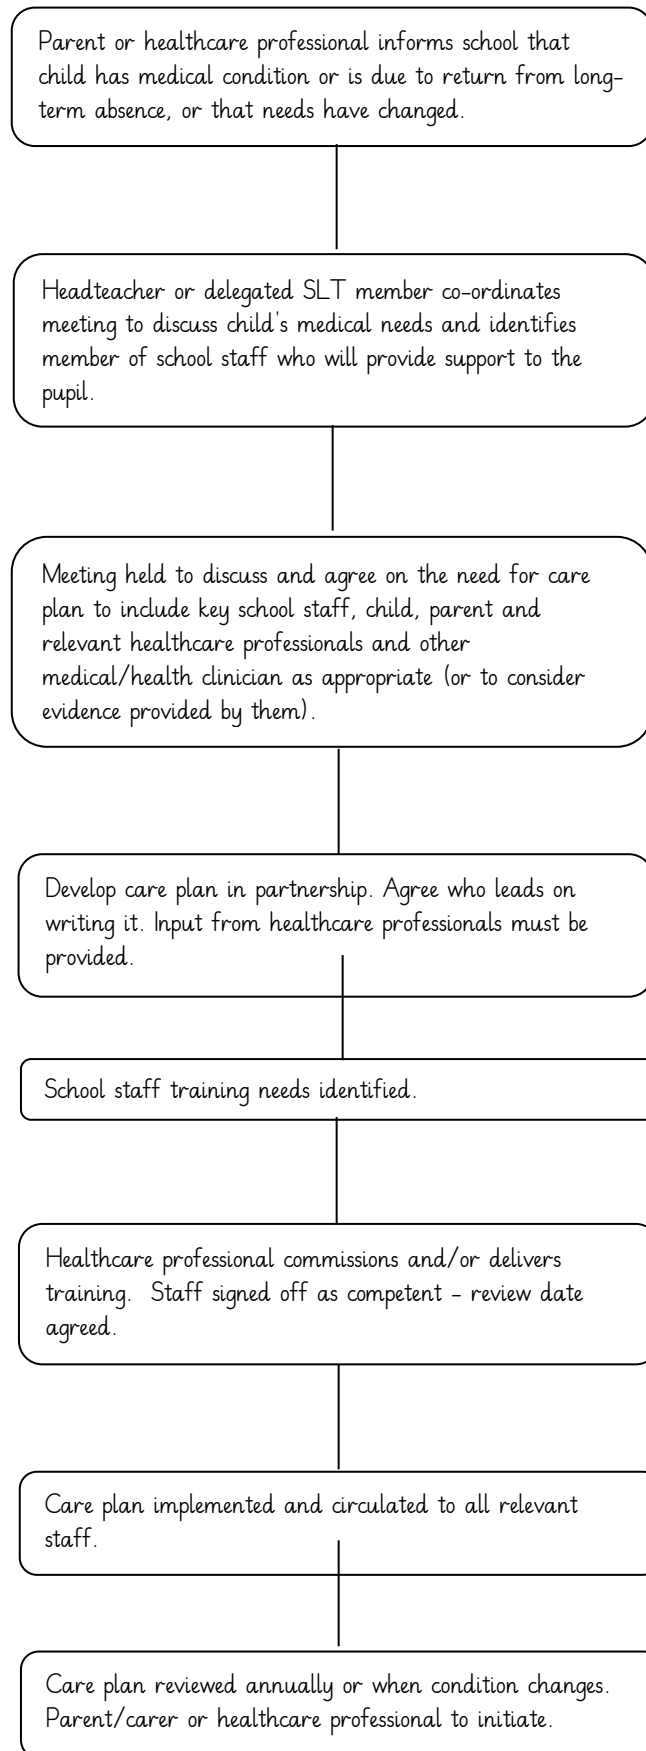 Parent or healthcare professional informs school that
child has medical condition or is due to return from long-
term absence, or that needs have changed.
Headteacher or delegated SLT member co-ordinates
meeting to discuss child's medical needs and identifies
member of school staff who will provide support to the
pupil.
Meeting held to discuss and agree on the need for care
plan to include key school staff, child, parent and
relevant healthcare professionals and other
medical/health clinician as appropriate (or to consider
evidence provided by them).
Develop care plan in partnership. Agree who leads on
writing it. Input from healthcare professionals must be
provided.
School staff training needs identified.
Healthcare professional commissions and/or delivers
training.  Staff signed off as competent - review date
agreed.
Care plan implemented and circulated to all relevant
staff.
Care plan reviewed annually or when condition changes.
Parent/carer or healthcare professional to initiate.